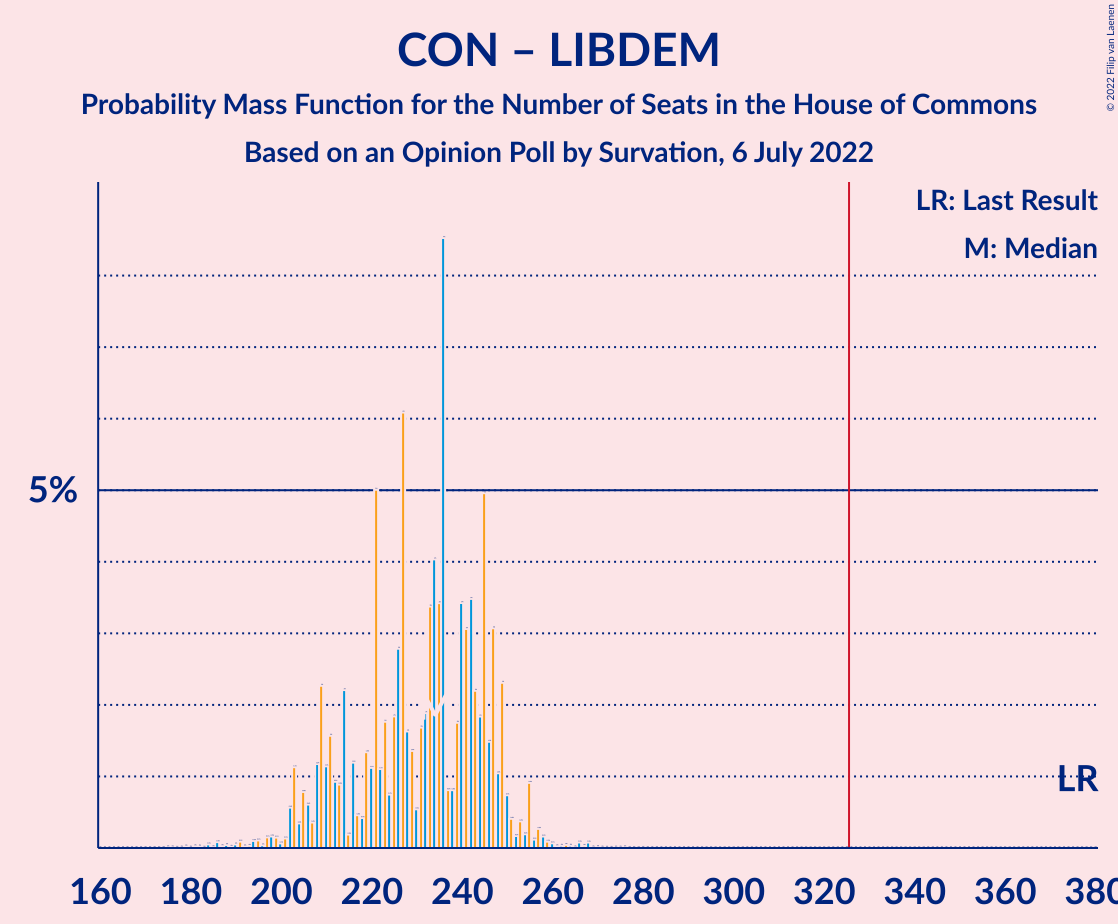 CON – LIBDEM
Probability Mass Function for the Number of Seats in the House of Commons
Based on an Opinion Poll by Survation, 6 July 2022
© 2022 Filip van Laenen
LR: Last Result
M: Median
5%
LR
160 180 200 220 240 260 280 300 320 340 360 380